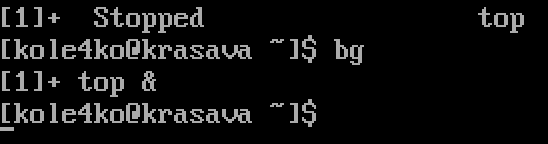 [1]+  Stopped                 top
[kole4ko@krasava ~]$ bg
[1]+ top &
[kole4ko@krasava ~]$